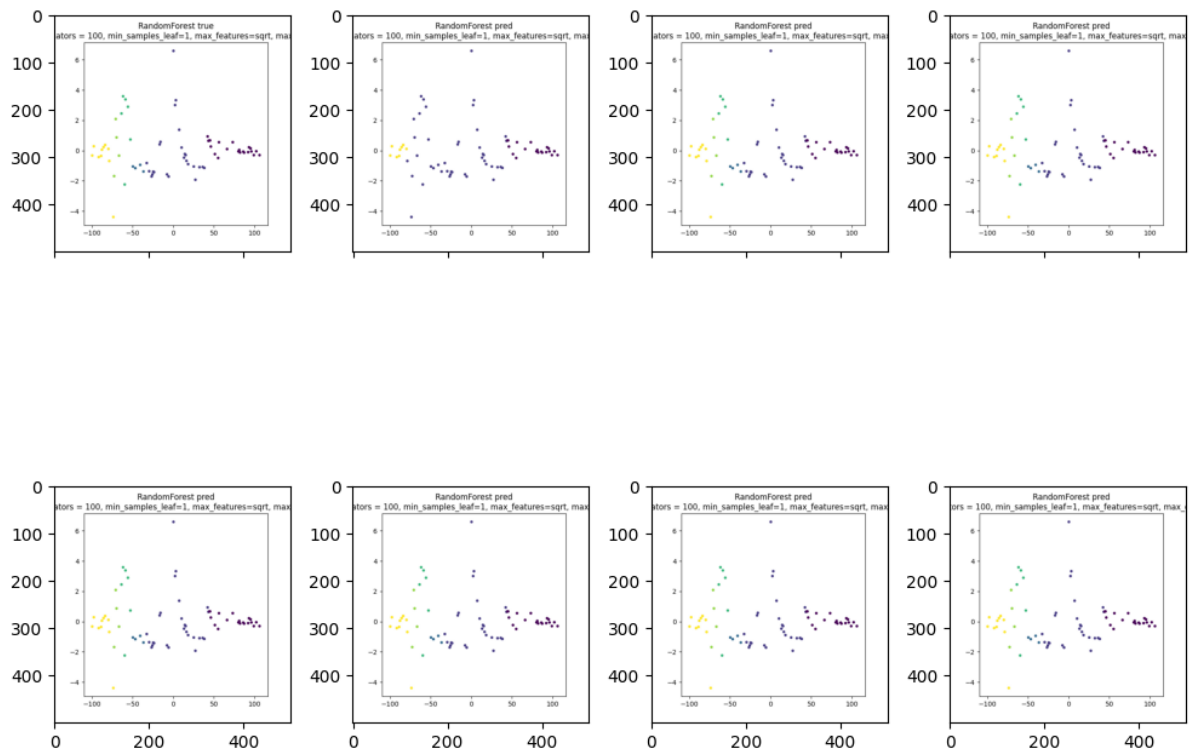 RandomForest true
RandomForest pred
RandomForest pred
RandomForest pred
ators = 100, min_samples_leaf=1, max_features=sqrt, max
ators = 100, min_samples_leaf=1, max_features=sqrt, max
ators = 100, min_samples_leaf=1, max_features=sqrt, max
ators = 100, min_samples_leaf=1, max_features=sqrt, max
0 0 0 0
100 100 100 100
200 200 200 200
300 300 300 300
400 400 400 400
6 6 6 6
4 4 4 4
2 2 2 2
0 0 0 0
−2 −2 −2 −2
−4 −4 −4 −4
−100 −50 0 50 100
−100 −50 0 50 100
−100 −50 0 50 100
−100 −50 0 50 100
RandomForest pred
RandomForest pred
RandomForest pred
RandomForest pred
ators = 100, min_samples_leaf=1, max_features=sqrt, max
ators = 100, min_samples_leaf=1, max_features=sqrt, max
ators = 100, min_samples_leaf=1, max_features=sqrt, max
ators = 100, min_samples_leaf=1, max_features=sqrt, max_
0 0 0 0
100 100 100 100
200 200 200 200
300 300 300 300
400 400 400 400
6 6 6 6
4 4 4 4
2 2 2 2
0 0 0 0
−2 −2 −2 −2
−4 −4 −4 −4
−100 −50 0 50 100
−100 −50 0 50 100
−100 −50 0 50 100
−100 −50 0 50 100
0 200 400
0 200 400
0 200 400
0 200 400